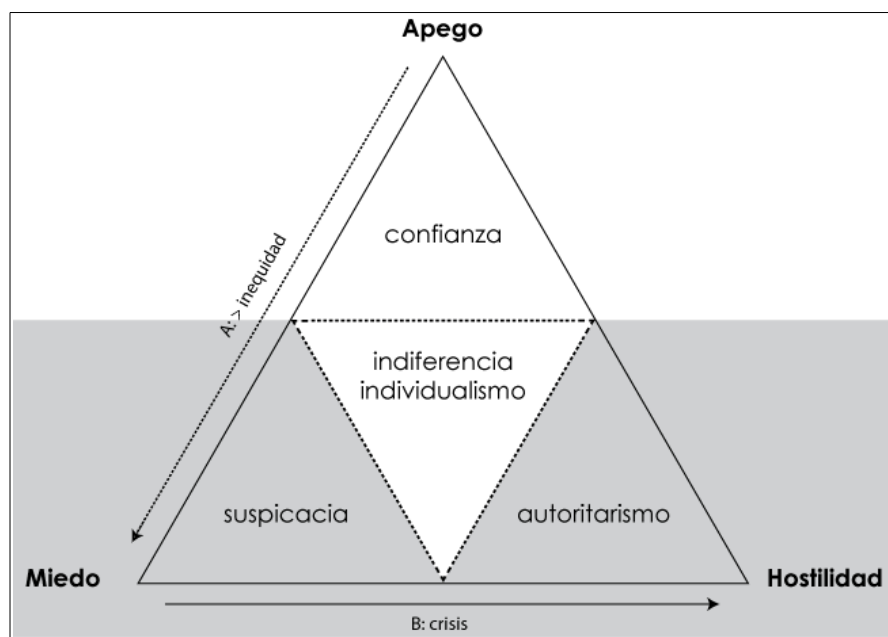 Apego
confianza
A: > inequidad
indiferencia
individualismo
suspicacia
autoritarismo
Miedo
Hostilidad
B: crisis